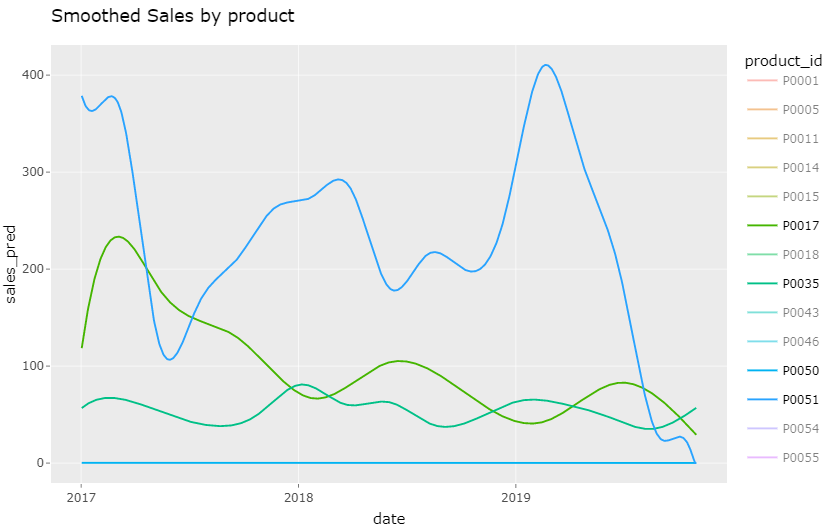 Smoothed Sales by product
product_id
P0001
P0005
P0011
P0014
P0015
P0017
P0018
P0035
P0043
P0046
P0050
P0051
P0054
P0055
sales_pred
400
300
200
100
0
2017
2018
2019
date